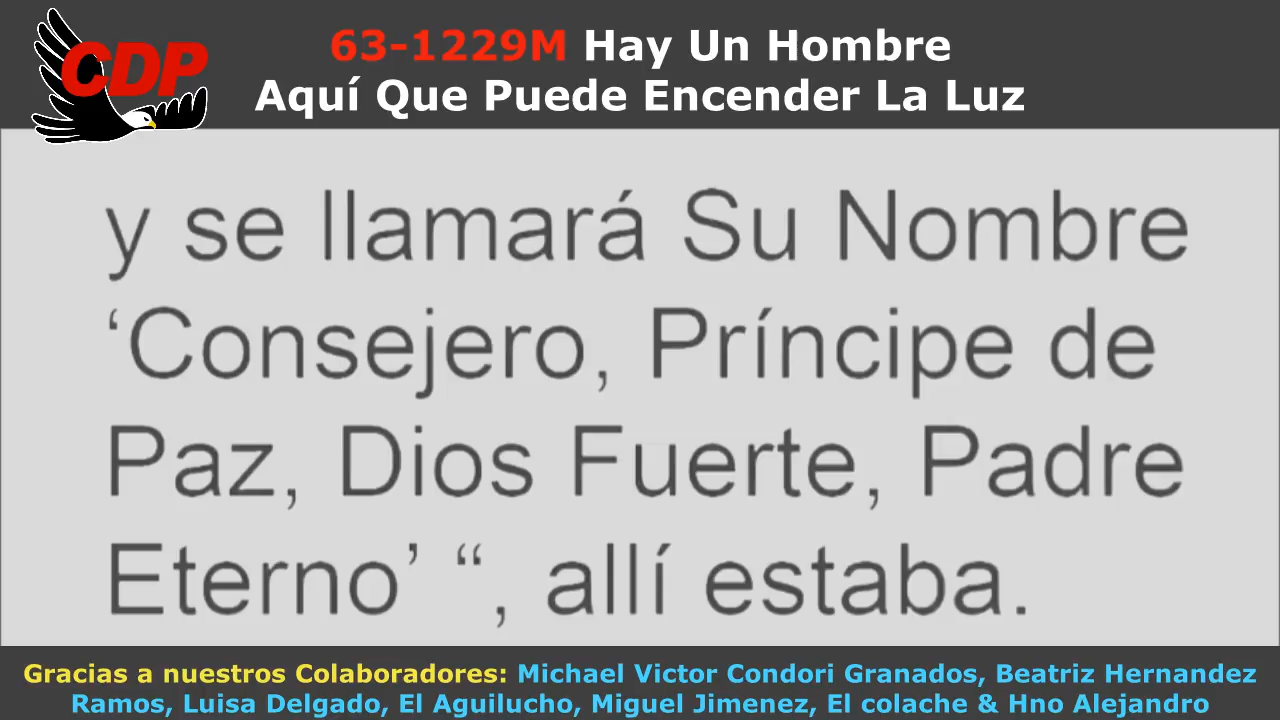 CDP
63-1229M Hay Un Hombre
Aquí Que Puede Encender La Luz
y se llamará Su Nombre
‘Consejero, Príncipe de
Paz, Dios Fuerte, Padre
Eterno’ “, allí estaba.
Gracias a nuestros Colaboradores: Michael Victor Condori Granados, Beatriz Hernandez
Ramos, Luisa Delgado, El Aguilucho, Miguel Jimenez, El colache & Hno Alejandro